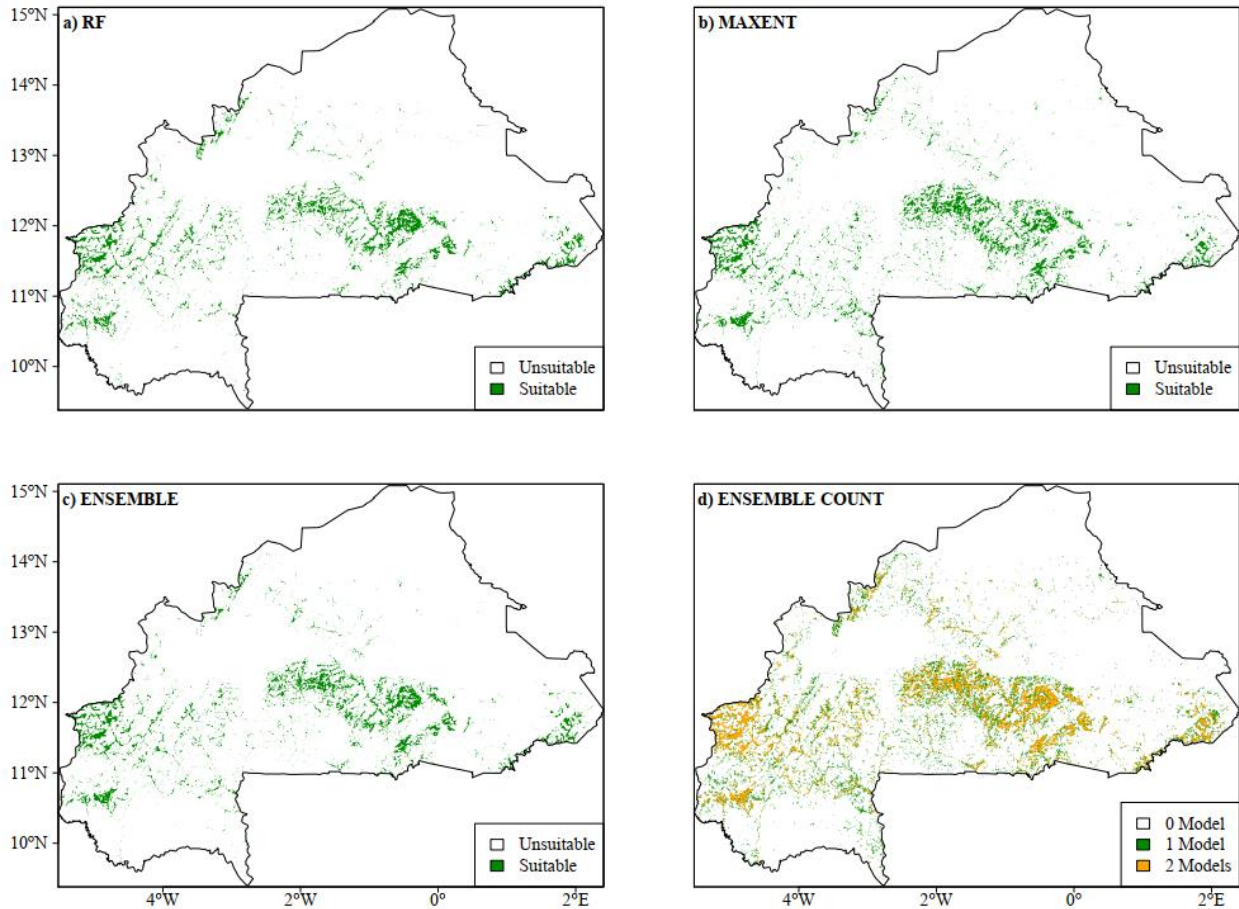 a) RF
b) MAXENT
15°N
14°N
13°N
12°N
11°N
10°N
Unsuitable
Suitable
Unsuitable
Suitable
c) ENSEMBLE
d) ENSEMBLE COUNT
15°N
14°N
13°N
12°N
11°N
10°N
Unsuitable
Suitable
0 Model
1 Model
2 Models
4°W 2°W 0° 2°E
4°W 2°W 0° 2°E